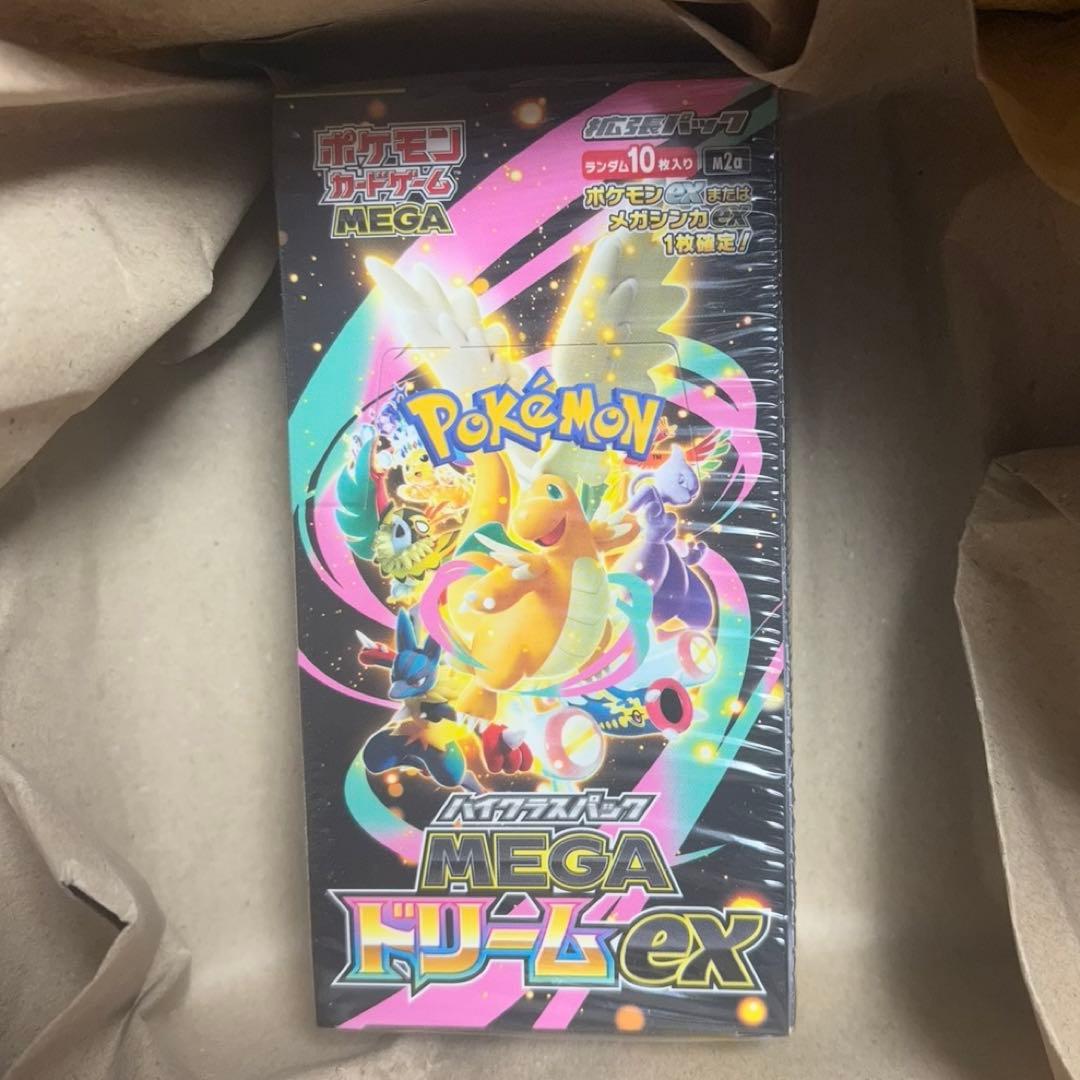 ポケモン
カードゲーム™
MEGA
拡張パック
ランダム10枚入り M2a
ポケモンexまたは
メガシンカex
1枚確定！
POKéMON™
ハイクラスパック
MEGA
ドリームex